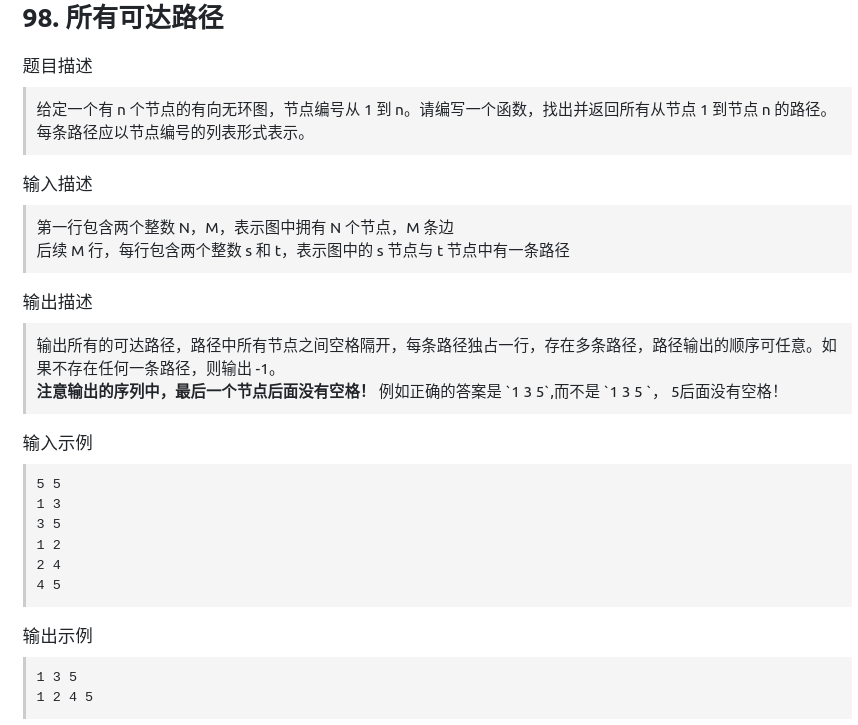 98. 所有可达路径
题目描述
给定一个有 n 个节点的有向无环图，节点编号从 1 到 n。请编写一个函数，找出并返回所有从节点 1 到节点 n 的路径。
每条路径应以节点编号的列表形式表示。
输入描述
第一行包含两个整数 N，M，表示图中拥有 N 个节点，M 条边
后续 M 行，每行包含两个整数 s 和 t，表示图中的 s 节点与 t 节点中有一条路径
输出描述
输出所有的可达路径，路径中所有节点之间空格隔开，每条路径独占一行，存在多条路径，路径输出的顺序可任意。如
果不存在任何一条路径，则输出 -1。
注意输出的序列中，最后一个节点后面没有空格！ 例如正确的答案是 `1 3 5`,而不是 `1 3 5 `， 5后面没有空格！
输入示例
5 5
1 3
3 5
1 2
2 4
4 5
输出示例
1 3 5
1 2 4 5